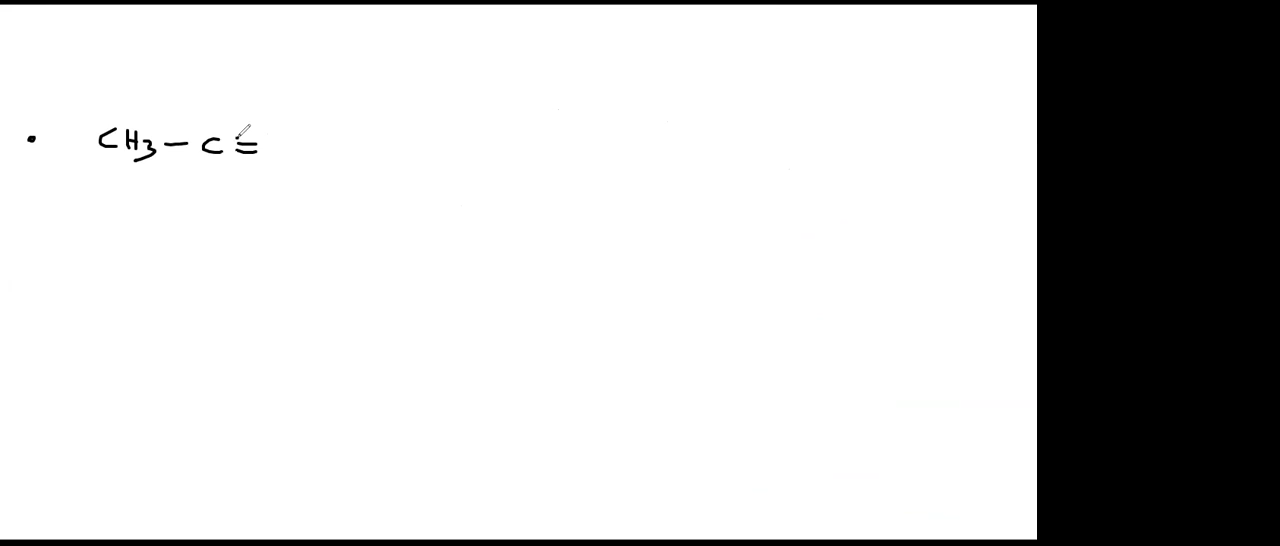 • CH3 – C =